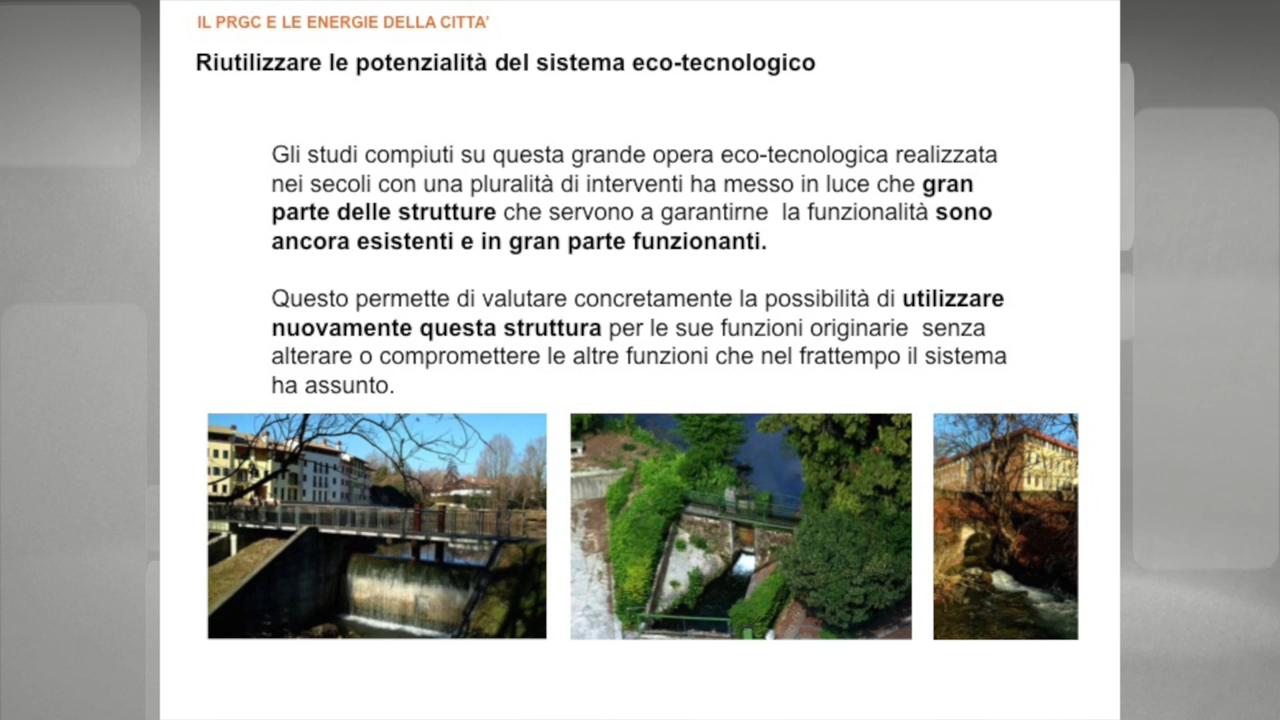 IL PRGC E LE ENERGIE DELLA CITTA'
Riutilizzare le potenzialità del sistema eco-tecnologico
Gli studi compiuti su questa grande opera eco-tecnologica realizzata
nei secoli con una pluralità di interventi ha messo in luce che gran
parte delle strutture che servono a garantirne  la funzionalità sono
ancora esistenti e in gran parte funzionanti.
Questo permette di valutare concretamente la possibilità di utilizzare
nuovamente questa struttura per le sue funzioni originarie  senza
alterare o compromettere le altre funzioni che nel frattempo il sistema
ha assunto.